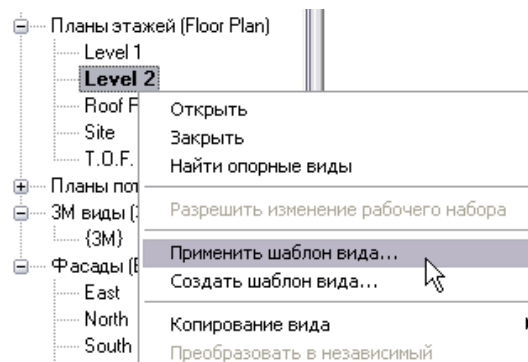 Планы этажей (Floor Plan)
Level 1
Level 2
Roof F
Site
T.O.F.
Планы пот
3М виды (
{3М}
Фасады (
East
North
South
Открыть
Закрыть
Найти опорные виды
Разрешить изменение рабочего набора
Применить шаблон вида...
Создать шаблон вида...
Копирование вида
Преобразовать в независимый